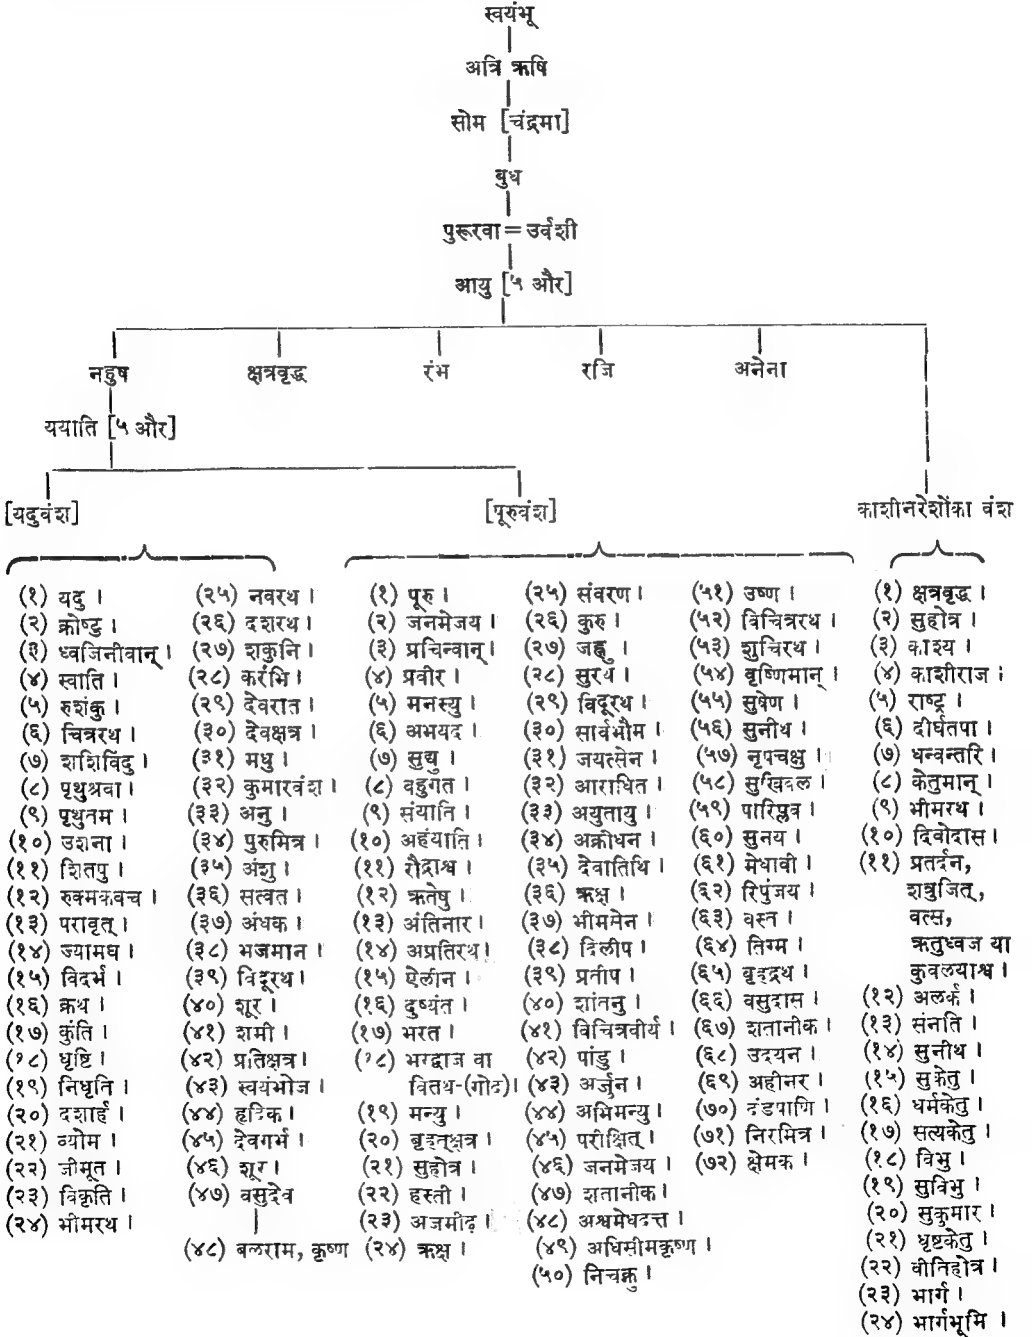 स्वयंभू
अत्रि ऋषि
सोम [चंद्रमा]
बुध
पुरूरवा = उर्वशी
आयु [५ और]
नहुष क्षत्रवृद्ध रंभ रजि अनेना
ययाति [५ और]
[यदुवंश] [पूरुवंश] काशीनरेशोंका वंश
(१) यदु ।
(२) क्रोष्टु ।
(३) ध्वजिनीवान् ।
(४) स्वाति ।
(५) रुशंकु ।
(६) चित्ररथ ।
(७) शशिविंदु ।
(८) पृथुश्रवा ।
(९) पृथुतम ।
(१०) उशना ।
(११) शितपु ।
(१२) रुक्मकवच ।
(१३) परावृत् ।
(१४) ज्यामघ ।
(१५) विदर्भ ।
(१६) क्रथ ।
(१७) कुंति ।
(१८) धृष्टि ।
(१९) निधृति ।
(२०) दशार्ह ।
(२१) व्योम ।
(२२) जीमूत ।
(२३) विकृति ।
(२४) भीमरथ ।
(२५) नवरथ ।
(२६) दशरथ ।
(२७) शकुनि ।
(२८) करंभि ।
(२९) देवरात ।
(३०) देवक्षत्र ।
(३१) मधु ।
(३२) कुमारवंश ।
(३३) अनु ।
(३४) पुरुमित्र ।
(३५) अंशु ।
(३६) सत्वत ।
(३७) अंधक ।
(३८) भजमान ।
(३९) विदूरथ ।
(४०) शूर ।
(४१) शमी ।
(४२) प्रतिक्षत्र ।
(४३) स्वयंभोज ।
(४४) हृदिक ।
(४५) देवगर्भ ।
(४६) शूर ।
(४७) वसुदेव
(४८) बलराम, कृष्ण
(१) पूरु ।
(२) जनमेजय ।
(३) प्रचिन्वान् ।
(४) प्रवीर ।
(५) मनस्यु ।
(६) अभयद ।
(७) सुद्यु ।
(८) वहुगत ।
(९) संयाति ।
(१०) अहंयाति ।
(११) रौद्राश्व ।
(१२) ऋतेषु ।
(१३) अंतिनार ।
(१४) अप्रतिरथ ।
(१५) ऐलीन ।
(१६) दुष्यंत ।
(१७) भरत ।
(१८) भरद्वाज वा
वितथ-(गोद) ।
(१९) मन्यु ।
(२०) बृहत्क्षत्र ।
(२१) सुहोत्र ।
(२२) हस्ती ।
(२३) अजमीढ़ ।
(२४) ऋक्ष ।
(२५) संवरण ।
(२६) कुरु ।
(२७) जह्नु ।
(२८) सुरथ ।
(२९) विदूरथ ।
(३०) सार्वभौम ।
(३१) जयत्सेन ।
(३२) आराधित ।
(३३) अयुतायु ।
(३४) अक्रोधन ।
(३५) देवातिथि ।
(३६) ऋक्ष ।
(३७) भीमसेन ।
(३८) दिलीप ।
(३९) प्रतीप ।
(४०) शांतनु ।
(४१) विचित्रवीर्य ।
(४२) पांडु ।
(४३) अर्जुन ।
(४४) अभिमन्यु ।
(४५) परीक्षित् ।
(४६) जनमेजय ।
(४७) शतानीक ।
(४८) अश्वमेधदत्त ।
(४९) अधिसीमकृष्ण ।
(५०) निचक्नु ।
(५१) उष्ण ।
(५२) विचित्ररथ ।
(५३) शुचिरथ ।
(५४) वृष्णिमान् ।
(५५) सुषेण ।
(५६) सुनीथ ।
(५७) नृपचक्षु ।
(५८) सुखिदल ।
(५९) पारिप्लव ।
(६०) सुनय ।
(६१) मेधावी ।
(६२) रिपुंजय ।
(६३) वस्त ।
(६४) तिग्म ।
(६५) बृहद्रथ ।
(६६) वसुदास ।
(६७) शतानीक ।
(६८) उदयन ।
(६९) अहीनर ।
(७०) दंडपाणि ।
(७१) निरमित्र ।
(७२) क्षेमक ।
(१) क्षत्रवृद्ध ।
(२) सुहोत्र ।
(३) काश्य ।
(४) काशीराज ।
(५) राष्ट्र ।
(६) दीर्घतपा ।
(७) धन्वन्तरि ।
(८) केतुमान् ।
(९) भीमरथ ।
(१०) दिवोदास ।
(११) प्रतर्दन,
शत्रुजित्,
वत्स,
ऋतुध्वज या
कुवलयाश्व ।
(१२) अलर्क ।
(१३) संनति ।
(१४) सुनीथ ।
(१५) सुकेतु ।
(१६) धर्मकेतु ।
(१७) सत्यकेतु ।
(१८) विभु ।
(१९) सुविभु ।
(२०) सुकुमार ।
(२१) धृष्टकेतु ।
(२२) वीतिहोत्र ।
(२३) भार्ग ।
(२४) भार्गभूमि ।